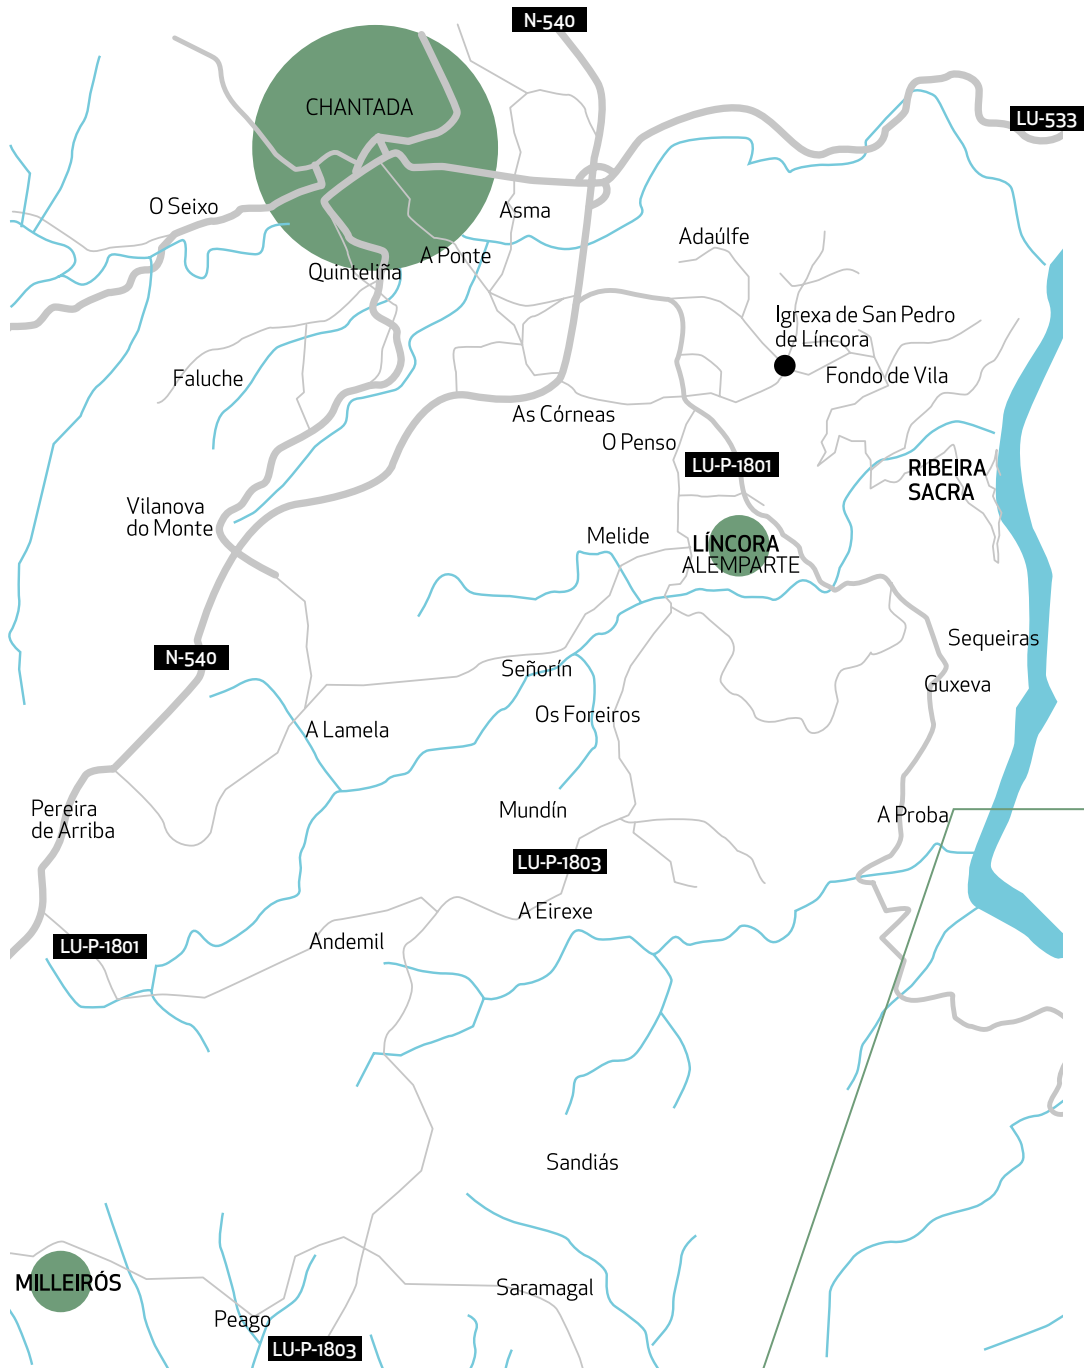 N-540
CHANTADA
LU-533
O Seixo
Asma
Adaúlfe
A Ponte
Quinteliña
Igrexa de San Pedro
de Líncora
Faluche
Fondo de Vila
As Córneas
O Penso
LU-P-1801
RIBEIRA
SACRA
Vilanova
do Monte
Melide
LÍNCORA
ALEMPARTE
Sequeiras
N-540
Señorín
Guxeva
Os Foreiros
A Lamela
Pereira
de Arriba
Mundín
A Proba
LU-P-1803
A Eirexe
Andemil
LU-P-1801
Sandiás
MILLEIRÓS
Saramagal
Peago
LU-P-1803